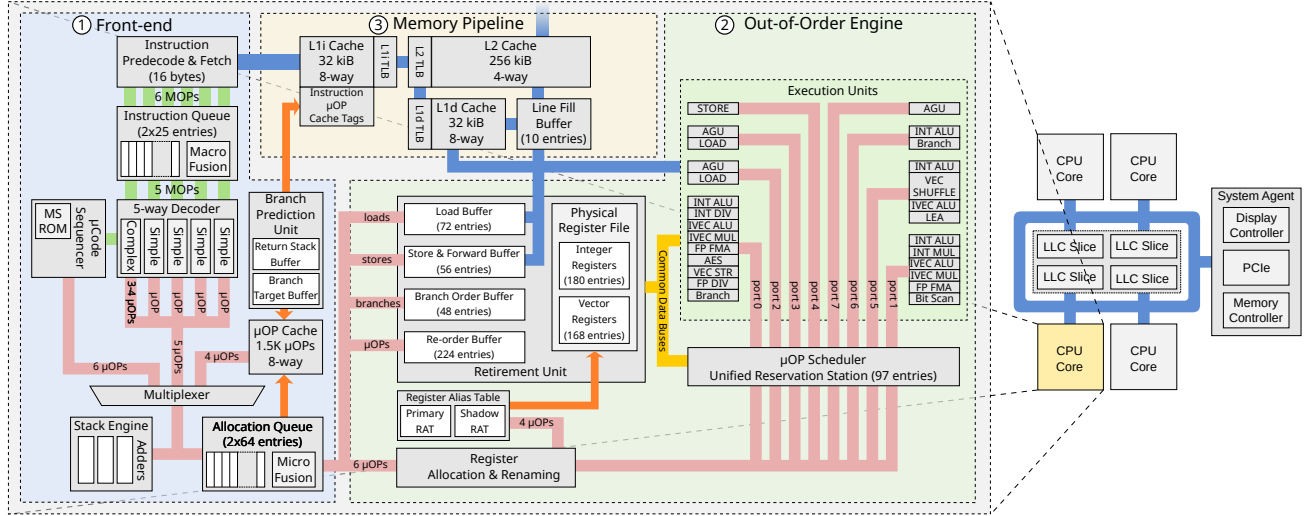 ① Front-end
③ Memory Pipeline
② Out-of-Order Engine
Instruction
Predecode & Fetch
(16 bytes)
6 MOPs
Instruction Queue
(2x25 entries)
Macro
Fusion
5 MOPs
MS
ROM
µCode
Sequencer
5-way Decoder
Complex
Simple
Simple
Simple
Simple
3-4 µOPs
µOP
µOP
µOP
µOP
6 µOPs
5 µOPs
4 µOPs
Multiplexer
Stack Engine
Adders
Allocation Queue
(2x64 entries)
Micro
Fusion
Branch
Prediction
Unit
Return Stack
Buffer
Branch
Target Buffer
µOP Cache
1.5K µOPs
8-way
L1i Cache
32 kiB
8-way
L1i TLB
Instruction
µOP
Cache Tags
L2 TLB
L2 Cache
256 kiB
4-way
L1d TLB
L1d Cache
32 kiB
8-way
Line Fill
Buffer
(10 entries)
loads
stores
branches
µOPs
Load Buffer
(72 entries)
Store & Forward Buffer
(56 entries)
Branch Order Buffer
(48 entries)
Re-order Buffer
(224 entries)
Physical
Register File
Integer
Registers
(180 entries)
Vector
Registers
(168 entries)
Retirement Unit
Register Alias Table
Primary
RAT
Shadow
RAT
4 µOPs
6 µOPs
Register
Allocation & Renaming
Common Data Buses
Execution Units
STORE
AGU
LOAD
AGU
LOAD
INT ALU
INT DIV
IVEC ALU
IVEC MUL
FP FMA
AES
VEC STR
FP DIV
Branch
AGU
INT ALU
Branch
INT ALU
VEC
SHUFFLE
IVEC ALU
LEA
INT ALU
INT MUL
IVEC ALU
IVEC MUL
FP FMA
Bit Scan
port 0
port 2
port 3
port 4
port 7
port 6
port 5
port 1
µOP Scheduler
Unified Reservation Station (97 entries)
CPU
Core
CPU
Core
LLC Slice
LLC Slice
LLC Slice
LLC Slice
CPU
Core
CPU
Core
System Agent
Display
Controller
PCIe
Memory
Controller